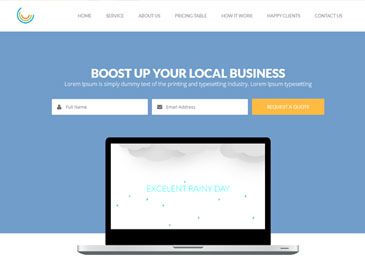 HOME SERVICE ABOUT US PRICING TABLE HOW IT WORK HAPPY CLIENTS CONTACT US
BOOST UP YOUR LOCAL BUSINESS
Lorem Ipsum is simply dummy text of the printing and typesetting industry. Lorem Ipsum typesetting
Full Name Email Address REQUEST A QUOTE
EXCELENT RAINY DAY